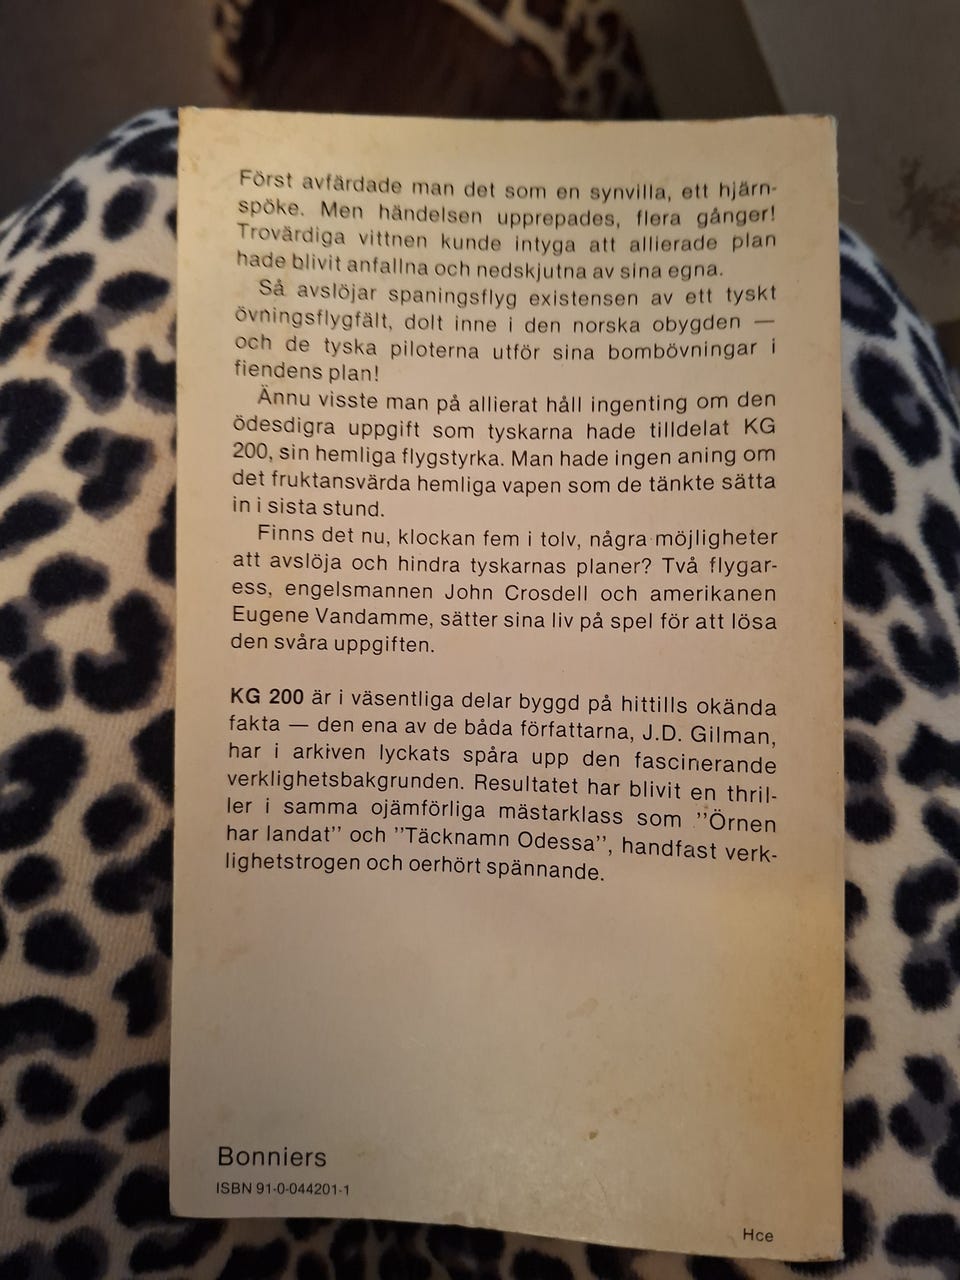 Först avfärdade man det som en synvilla, ett hjärn-
spöke. Men händelsen upprepades, flera gånger!
Trovärdiga vittnen kunde intyga att allierade plan
hade blivit anfallna och nedskjutna av sina egna.
Så avslöjar spaningsflyg existensen av ett tyskt
övningsflygfält, dolt inne i den norska obygden —
och de tyska piloterna utför sina bombövningar i
fiendens plan!
Ännu visste man på allierat håll ingenting om den
ödesdigra uppgift som tyskarna hade tilldelat KG
200, sin hemliga flygstyrka. Man hade ingen aning om
det fruktansvärda hemliga vapen som de tänkte sätta
in i sista stund.
Finns det nu, klockan fem i tolv, några möjligheter
att avslöja och hindra tyskarnas planer? Två flygar-
ess, engelsmannen John Crosdell och amerikanen
Eugene Vandamme, sätter sina liv på spel för att lösa
den svåra uppgiften.
KG 200 är i väsentliga delar byggd på hittills okända
fakta — den ena av de båda författarna, J.D. Gilman,
har i arkiven lyckats spåra upp den fascinerande
verklighetsbakgrunden. Resultatet har blivit en thril-
ler i samma ojämförliga mästarklass som ''Örnen
har landat'' och ''Täcknamn Odessa'', handfast verk-
lighetstrogen och oerhört spännande.
Bonniers
ISBN 91-0-044201-1
Hce